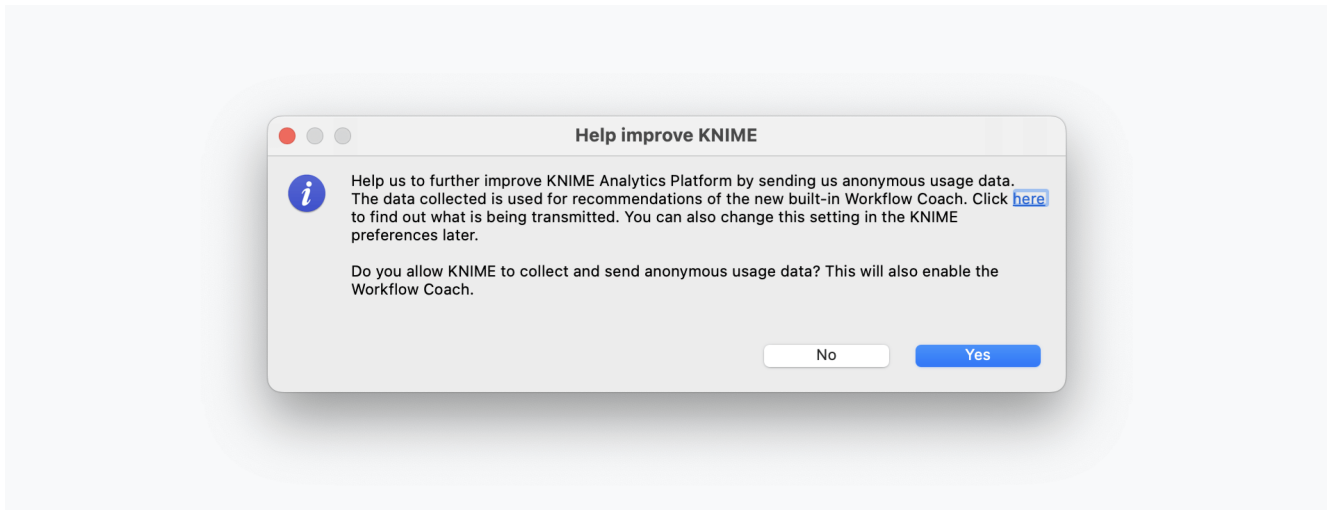 Help improve KNIME
Help us to further improve KNIME Analytics Platform by sending us anonymous usage data.
The data collected is used for recommendations of the new built-in Workflow Coach. Click here
to find out what is being transmitted. You can also change this setting in the KNIME
preferences later.
Do you allow KNIME to collect and send anonymous usage data? This will also enable the
Workflow Coach.
No
Yes